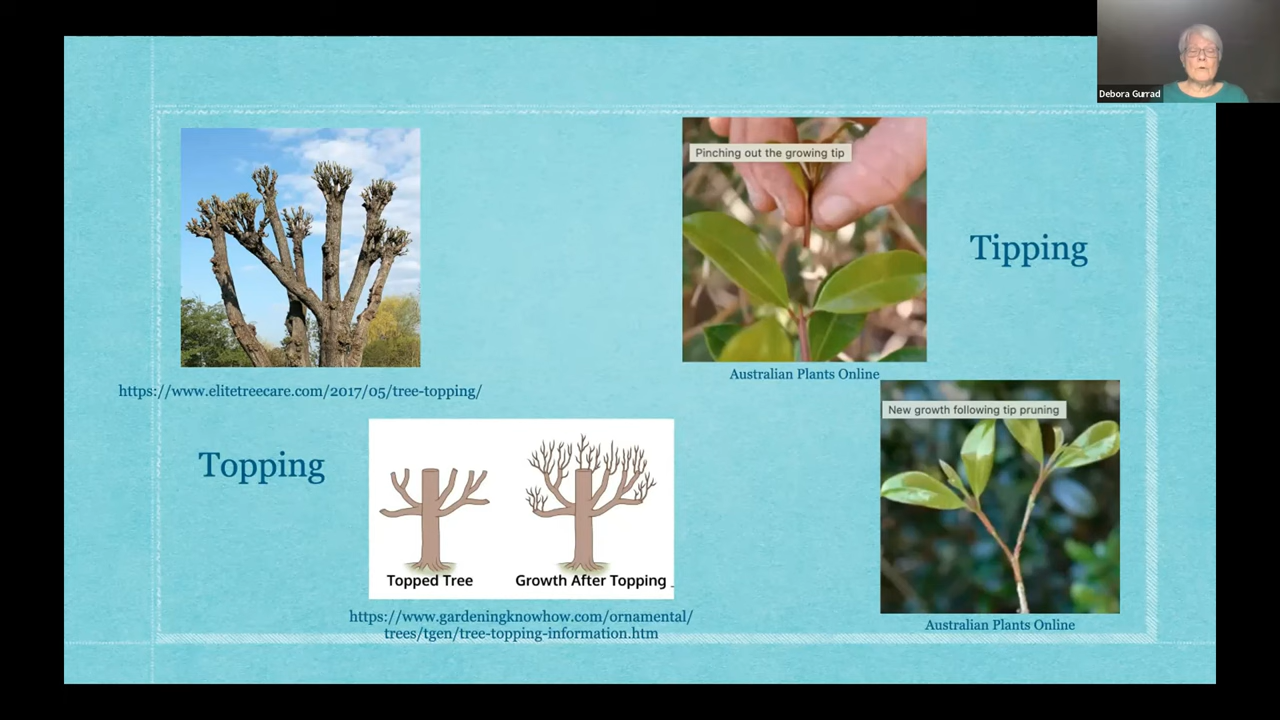 Debora Gurrad
Pinching out the growing tip
Tipping
Australian Plants Online
https://www.elitetreecare.com/2017/05/tree-topping/
New growth following tip pruning
Topping
Topped Tree
Growth After Topping
https://www.gardeningknowhow.com/ornamental/
trees/tgen/tree-topping-information.htm
Australian Plants Online